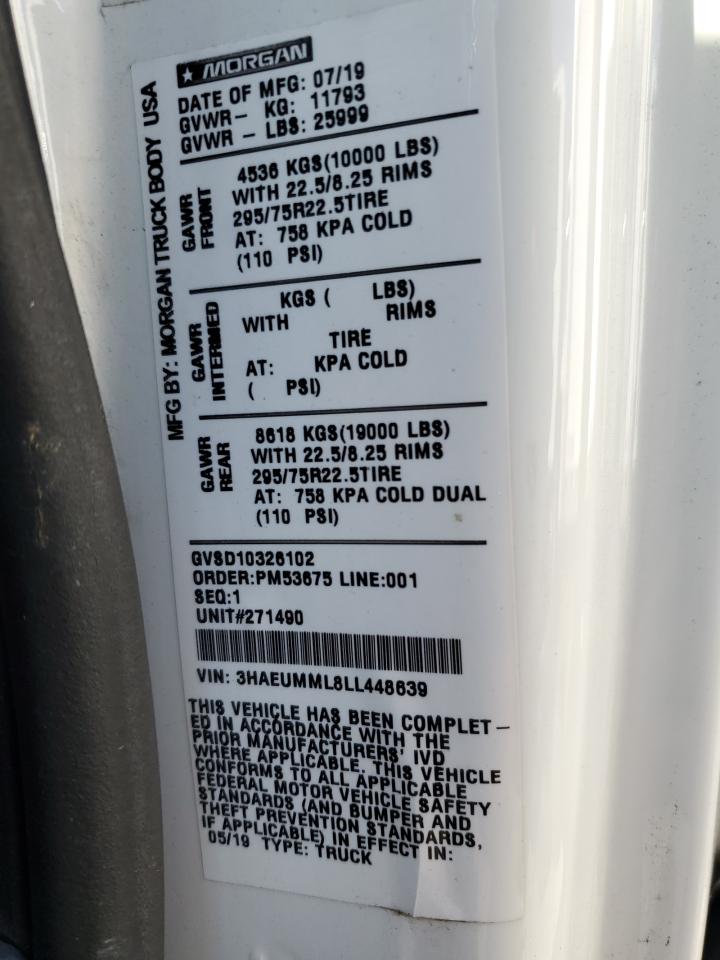 MORGAN
MFG BY: MORGAN TRUCK BODY USA
DATE OF MFG: 07/19
GVWR- KG: 11793
GVWR - LBS: 25999
GAWR
FRONT
4536 KGS(10000 LBS)
WITH 22.5/8.25 RIMS
295/75R22.5TIRE
AT: 758 KPA COLD
(110 PSI)
GAWR
INTERMED
KGS ( LBS)
WITH RIMS
TIRE
AT: KPA COLD
( PSI)
GAWR
REAR
8618 KGS(19000 LBS)
WITH 22.5/8.25 RIMS
295/75R22.5TIRE
AT: 758 KPA COLD DUAL
(110 PSI)
GVSD10326102
ORDER:PM53675 LINE:001
SEQ:1
UNIT#271490
VIN: 3HAEUMML8LL448639
THIS VEHICLE HAS BEEN COMPLET-
ED IN ACCORDANCE WITH THE
PRIOR MANUFACTURERS' IVD
WHERE APPLICABLE. THIS VEHICLE
CONFORMS TO ALL APPLICABLE
FEDERAL MOTOR VEHICLE SAFETY
STANDARDS (AND BUMPER AND
THEFT PREVENTION STANDARDS,
IF APPLICABLE) IN EFFECT IN:
05/19 TYPE: TRUCK